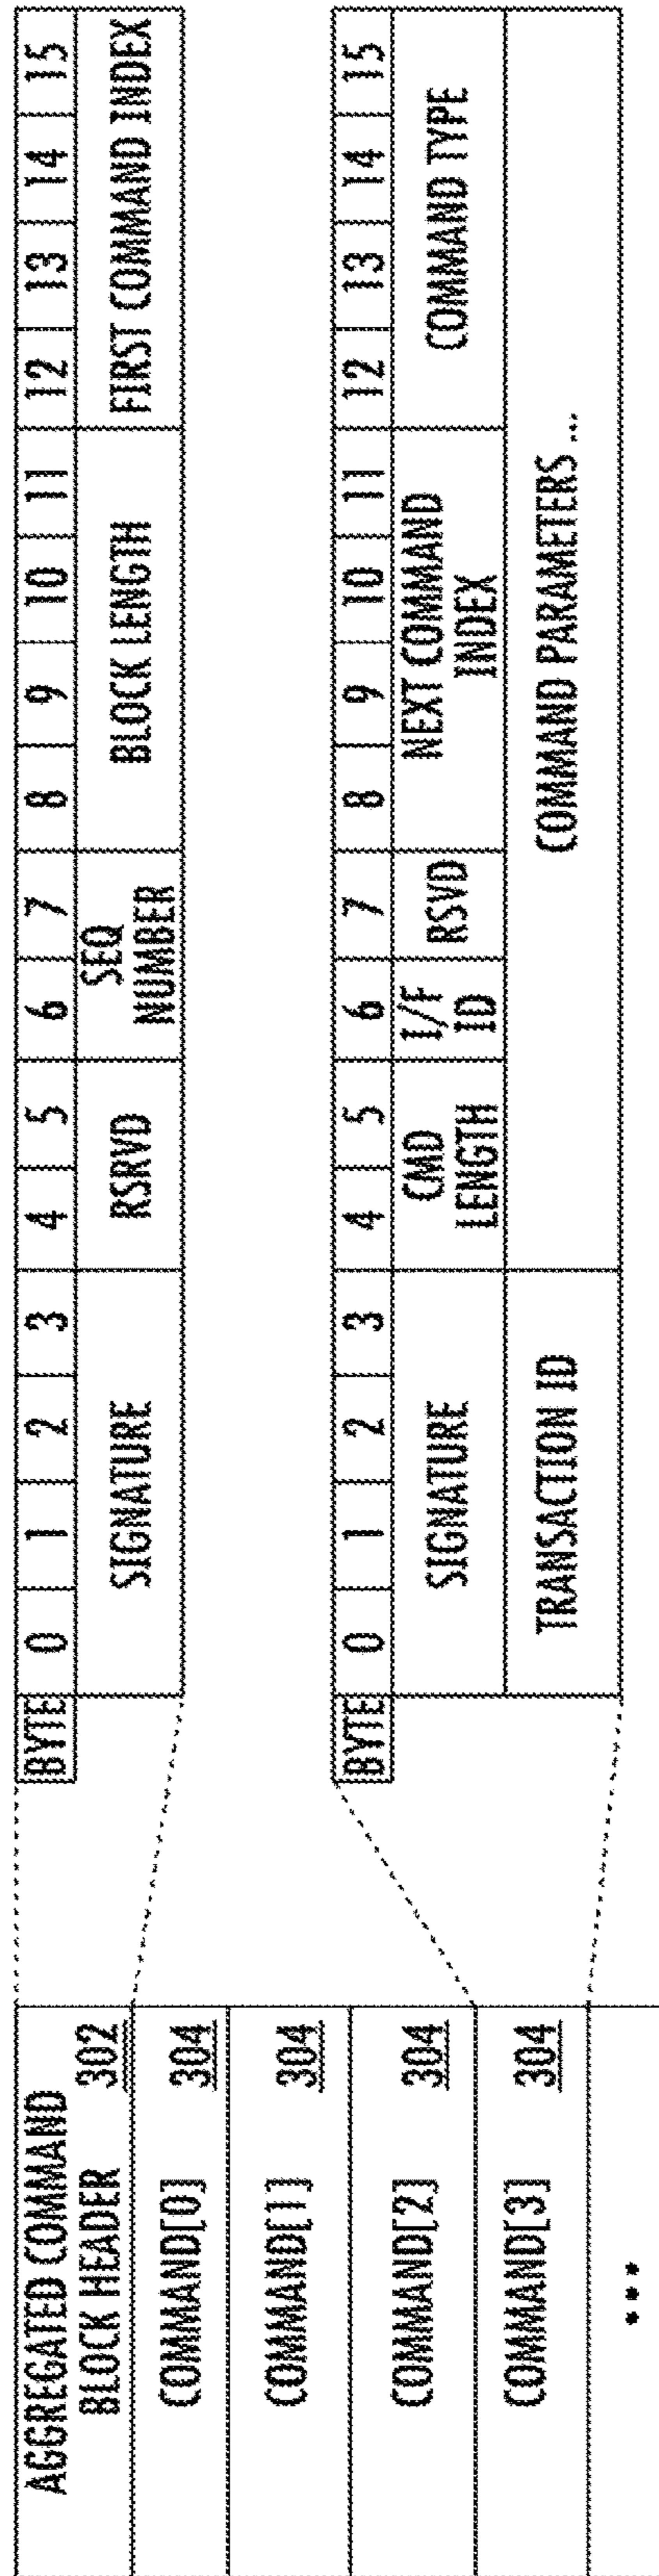 AGGREGATED COMMAND
BLOCK HEADER 302
COMMAND[0] 304
COMMAND[1] 304
COMMAND[2] 304
COMMAND[3] 304
•••
BYTE 0 1 2 3 4 5 6 7 8 9 10 11 12 13 14 15
SIGNATURE RSRVD SEQ NUMBER BLOCK LENGTH FIRST COMMAND INDEX
BYTE 0 1 2 3 4 5 6 7 8 9 10 11 12 13 14 15
SIGNATURE CMD LENGTH I/F ID RSVD NEXT COMMAND INDEX COMMAND TYPE
TRANSACTION ID COMMAND PARAMETERS...